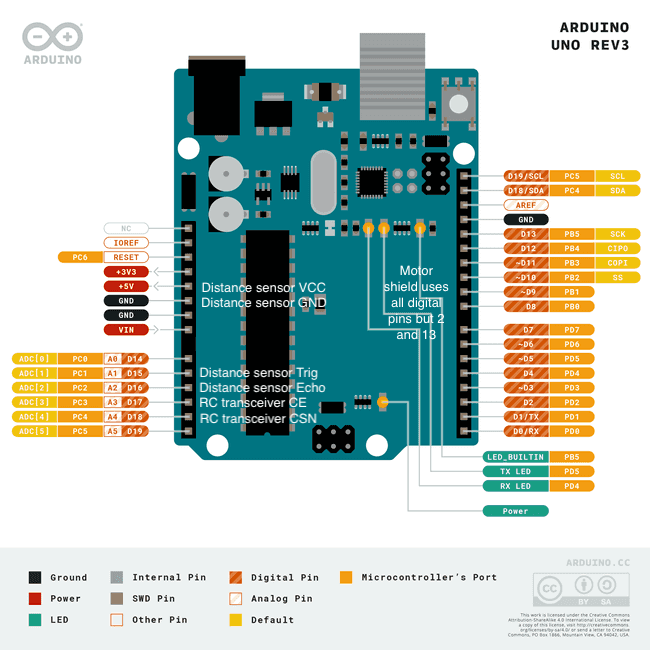 ARDUINO
ARDUINO
UNO REV3
D19/SCL PC5 SCL
D18/SDA PC4 SDA
AREF
GND
D13 PB5 SCK
D12 PB4 CIPO
~D11 PB3 COPI
~D10 PB2 SS
~D9 PB1
D8 PB0
D7 PD7
~D6 PD6
~D5 PD5
D4 PD4
~D3 PD3
D2 PD2
D1/TX PD1
D0/RX PD0
LED_BUILTIN PB5
TX LED PD5
RX LED PD4
Power
NC
IOREF
PC6 RESET
+3V3
+5V
GND
GND
VIN
ADC[0] PC0 A0 D14
ADC[1] PC1 A1 D15
ADC[2] PC2 A2 D16
ADC[3] PC3 A3 D17
ADC[4] PC4 A4 D18
ADC[5] PC5 A5 D19
Distance sensor VCC
Distance sensor GND
Distance sensor Trig
Distance sensor Echo
RC transceiver CE
RC transceiver CSN
Motor
shield uses
all digital
pins but 2
and 13
Ground
Internal Pin
Digital Pin
Microcontroller's Port
Power
SWD Pin
Analog Pin
LED
Other Pin
Default
ARDUINO.CC
CC
BY SA
This work is licensed under the Creative Commons
Attribution-ShareAlike 4.0 International License. To view
a copy of this license, visit http://creativecommons.
org/licenses/by-sa/4.0/ or send a letter to Creative
Commons, PO Box 1866, Mountain View, CA 94042, USA.